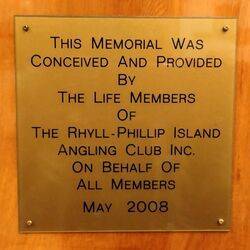 This Memorial Was
Conceived And Provided
By
The Life Members
Of
The Rhyll-Phillip Island
Angling Club Inc.
On Behalf Of
All Members
May 2008